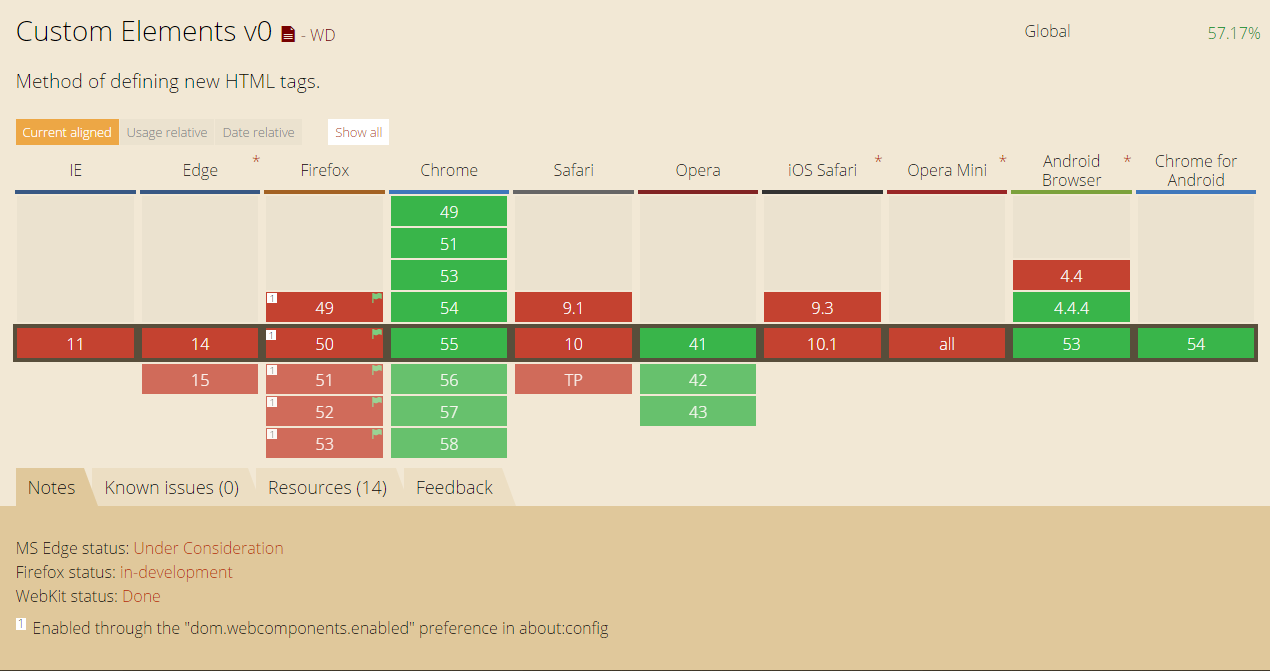 Custom Elements v0 - WD Global 57.17%
Method of defining new HTML tags.
Current aligned Usage relative Date relative Show all
IE Edge * Firefox Chrome Safari Opera iOS Safari * Opera Mini * Android Browser * Chrome for Android
49
51
53
4.4
1 49 54 9.1 9.3 4.4.4
11 14 1 50 55 10 41 10.1 all 53 54
15 1 51 56 TP 42
1 52 57 43
1 53 58
Notes Known issues (0) Resources (14) Feedback
MS Edge status: Under Consideration
Firefox status: in-development
WebKit status: Done
1 Enabled through the "dom.webcomponents.enabled" preference in about:config